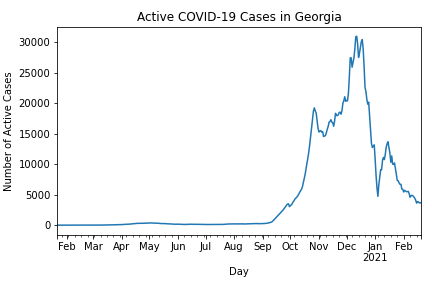 Active COVID-19 Cases in Georgia
Number of Active Cases
30000
25000
20000
15000
10000
5000
0
Feb Mar Apr May Jun Jul Aug Sep Oct Nov Dec Jan Feb
2021
Day